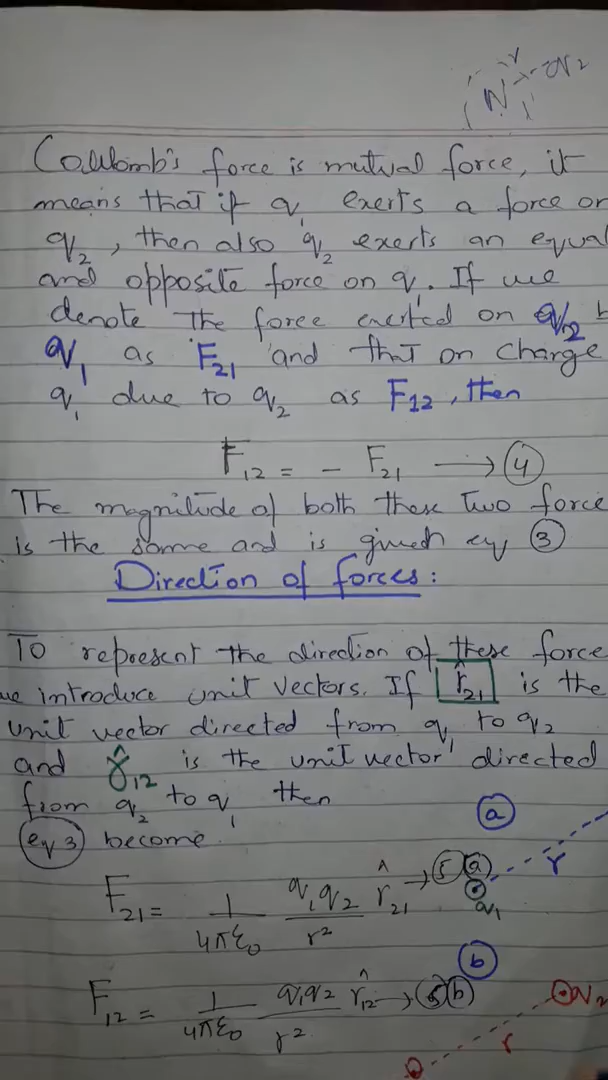 r
N q2
Coulomb's force is mutual force, it
means that if q1 exerts a force on
q2, then also q2 exerts an equal
and opposite force on q1. If we
denote the force exerted on q2 b
q1 as F21 and that on charge
q1 due to q2 as F12, then
F12 = - F21 → 4
The magnitude of both these two force
is the same and is given eq 3
Direction of forces:
To represent the direction of these force
we introduce unit vectors. If r̂21 is the
unit vector directed from q1 to q2
and r̂12 is the unit vector directed
from q2 to q1 then
a
eq 3 become
r
F21 = 1/4πε0 q1q2/r² r̂21 → 5 a
q1
b
F12 = 1/4πε0 q1q2/r² r̂12 → 5 b
q2
r